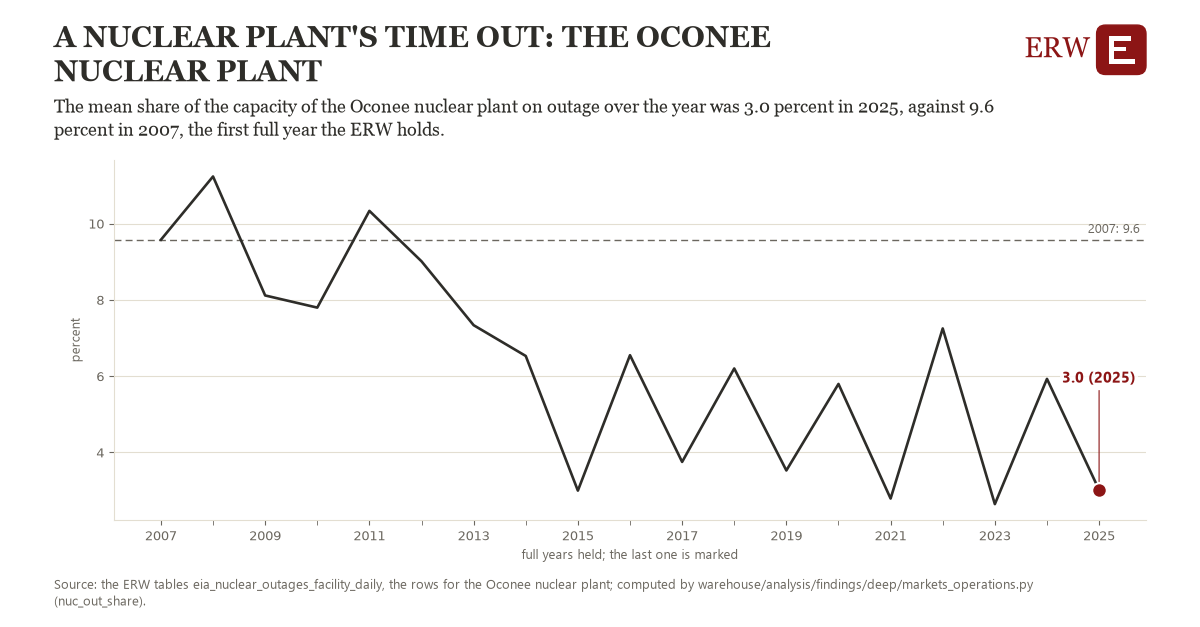 A NUCLEAR PLANT'S TIME OUT: THE OCONEE
NUCLEAR PLANT
ERW E
The mean share of the capacity of the Oconee nuclear plant on outage over the year was 3.0 percent in 2025, against 9.6
percent in 2007, the first full year the ERW holds.
10
8
6
4
percent
2007: 9.6
3.0 (2025)
2007 2009 2011 2013 2015 2017 2019 2021 2023 2025
full years held; the last one is marked
Source: the ERW tables eia_nuclear_outages_facility_daily, the rows for the Oconee nuclear plant; computed by warehouse/analysis/findings/deep/markets_operations.py
(nuc_out_share).